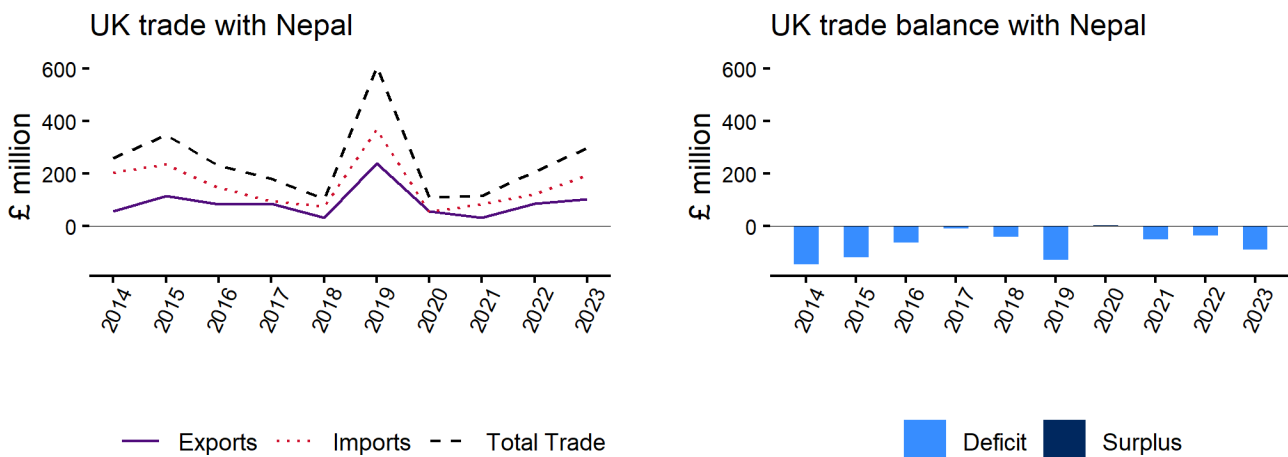 UK trade with Nepal
£ million
600
400
200
0
2014 2015 2016 2017 2018 2019 2020 2021 2022 2023
Exports Imports Total Trade
UK trade balance with Nepal
£ million
600
400
200
0
2014 2015 2016 2017 2018 2019 2020 2021 2022 2023
Deficit Surplus